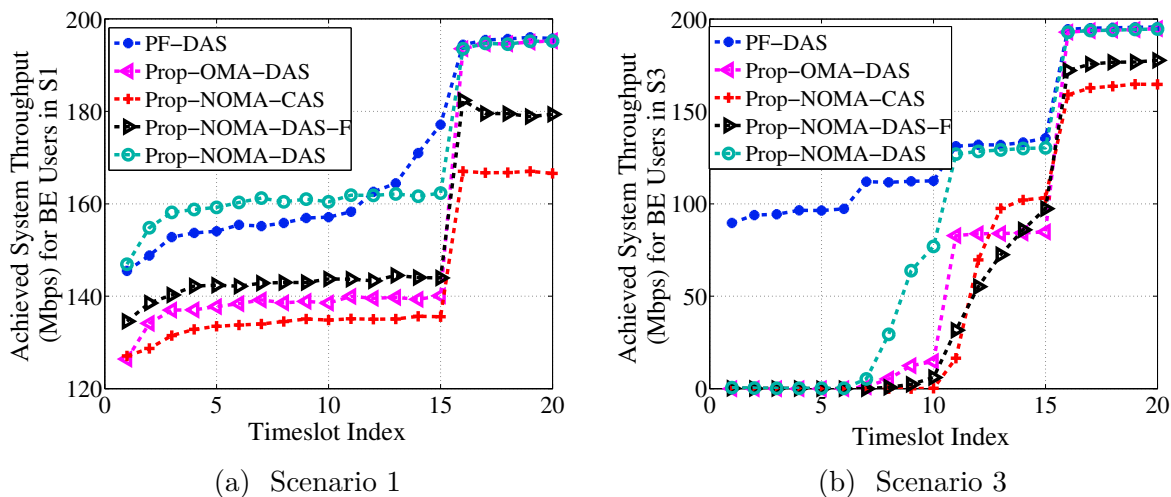 Achieved System Throughput
(Mbps) for BE Users in S1
200
180
160
140
120
0
5
10
15
20
PF−DAS
Prop−OMA−DAS
Prop−NOMA−CAS
Prop−NOMA−DAS−F
Prop−NOMA−DAS
Timeslot Index
(a) Scenario 1
Achieved System Throughput
(Mbps) for BE Users in S3
200
150
100
50
0
0
5
10
15
20
PF−DAS
Prop−OMA−DAS
Prop−NOMA−CAS
Prop−NOMA−DAS−F
Prop−NOMA−DAS
Timeslot Index
(b) Scenario 3